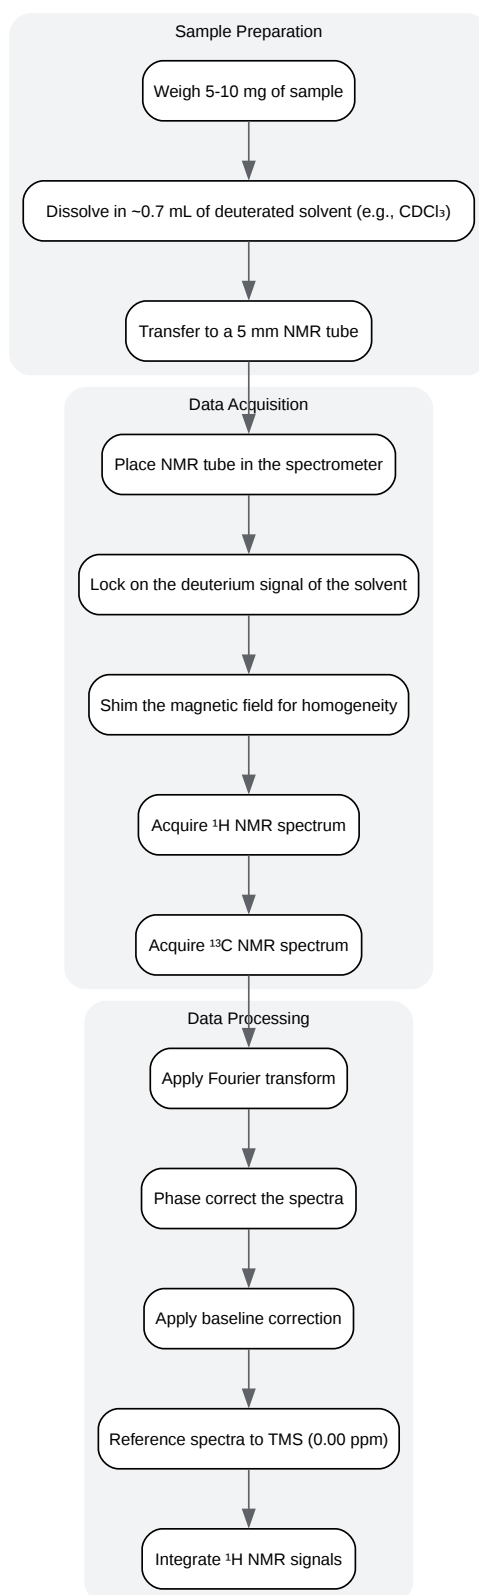 Sample Preparation
Weigh 5-10 mg of sample
Dissolve in ~0.7 mL of deuterated solvent (e.g., CDCl₃)
Transfer to a 5 mm NMR tube
Data Acquisition
Place NMR tube in the spectrometer
Lock on the deuterium signal of the solvent
Shim the magnetic field for homogeneity
Acquire ¹H NMR spectrum
Acquire ¹³C NMR spectrum
Data Processing
Apply Fourier transform
Phase correct the spectra
Apply baseline correction
Reference spectra to TMS (0.00 ppm)
Integrate ¹H NMR signals